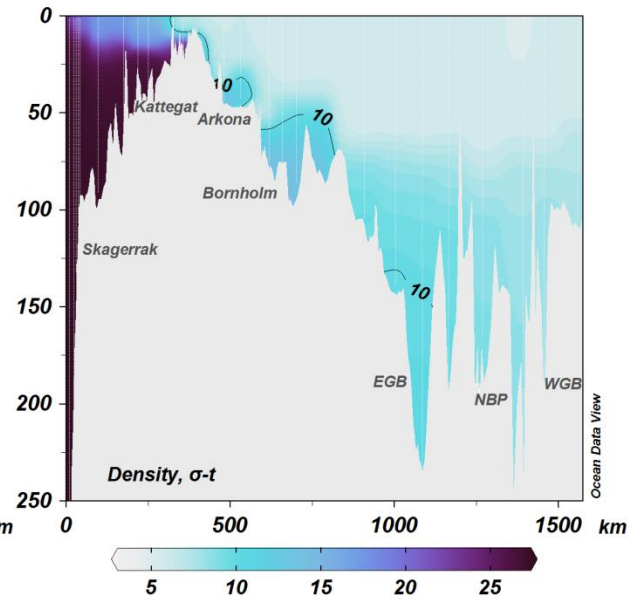 0
50
100
150
200
250
10
10
10
10
Kattegat
Arkona
Bornholm
Skagerrak
EGB
NBP
WGB
Density, σ-t
Ocean Data View
m
0
500
1000
1500
km
5
10
15
20
25